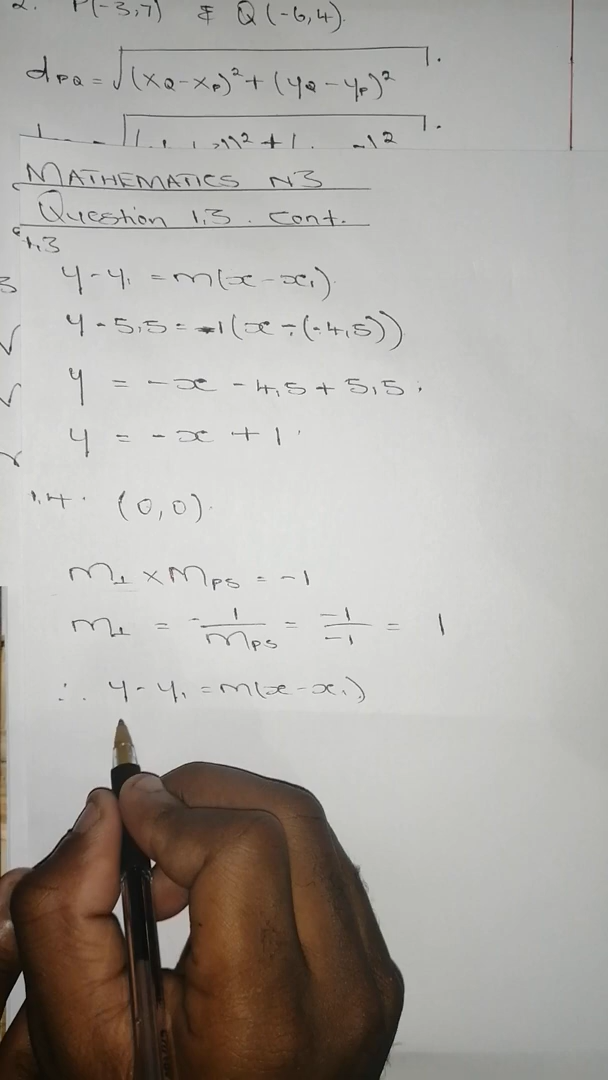 2. P(-3,7) & Q(-6,4).
dPQ = √(xQ-xP)² + (yQ-yP)²
MATHEMATICS N3
Question 1.3. Cont.
1.3
y - y₁ = m(x - x₁)
y - 5,5 = -1(x - (-4,5))
y = -x - 4,5 + 5,5.
y = -x + 1.
1.4. (0,0).
m⊥ × mPS = -1
m⊥ = -1/mPS = -1/-1 = 1
∴ y - y₁ = m(x - x₁)